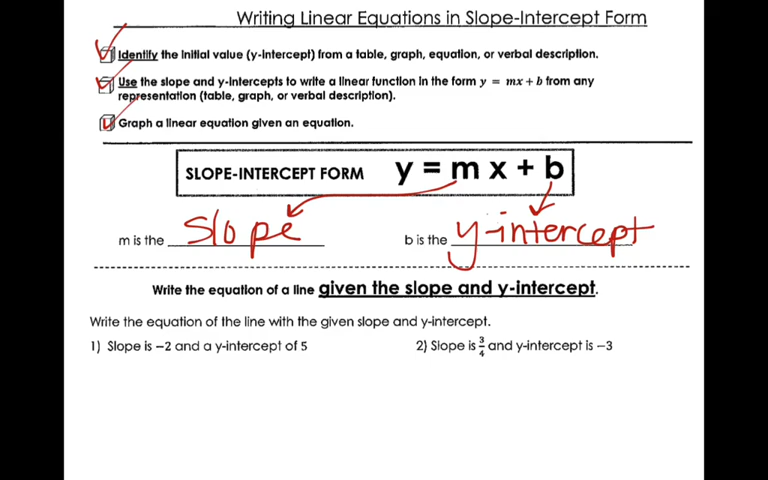 Writing Linear Equations in Slope-Intercept Form
Identify the initial value (y-intercept) from a table, graph, equation, or verbal description.
Use the slope and y-intercepts to write a linear function in the form y = mx + b from any
representation (table, graph, or verbal description).
Graph a linear equation given an equation.
SLOPE-INTERCEPT FORM y = m x + b
m is the slope b is the y-intercept
Write the equation of a line given the slope and y-intercept.
Write the equation of the line with the given slope and y-intercept.
1) Slope is −2 and a y-intercept of 5 2) Slope is 3/4 and y-intercept is −3